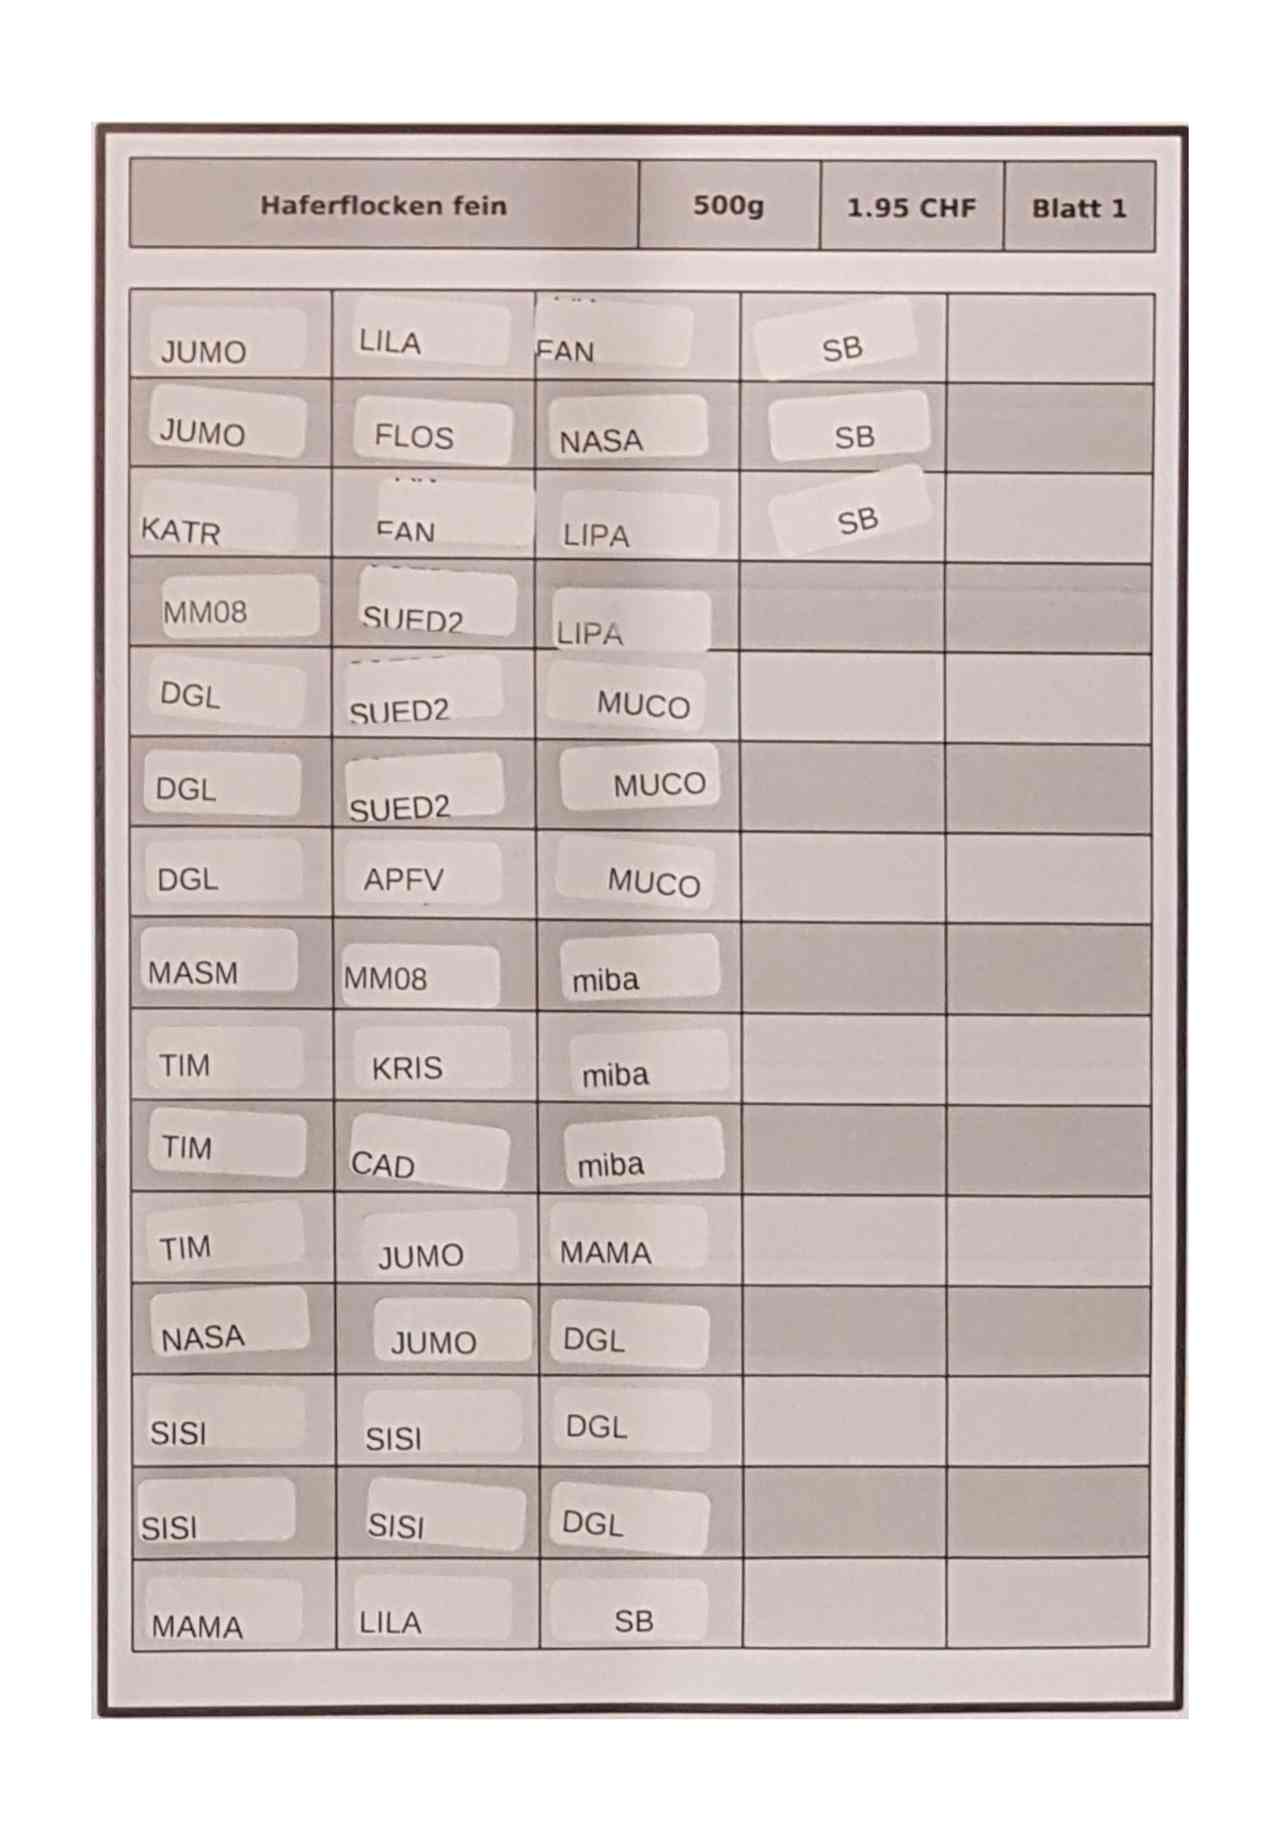 Haferflocken fein 500g 1.95 CHF Blatt 1
JUMO LILA FAN SB
JUMO FLOS NASA SB
KATR FAN LIPA SB
MM08 SUED2 LIPA
DGL SUED2 MUCO
DGL SUED2 MUCO
DGL APFV MUCO
MASM MM08 miba
TIM KRIS miba
TIM CAD miba
TIM JUMO MAMA
NASA JUMO DGL
SISI SISI DGL
SISI SISI DGL
MAMA LILA SB